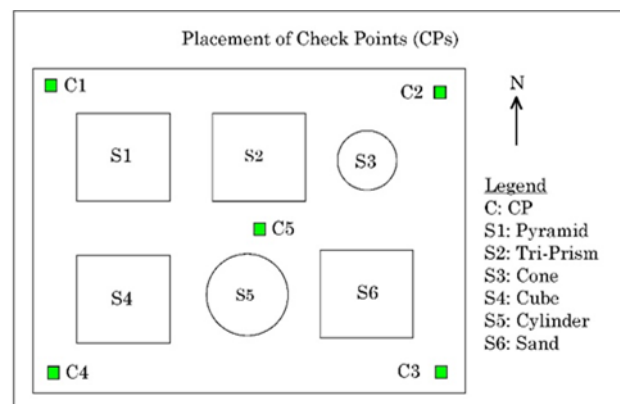 Placement of Check Points (CPs)
C1
C2
S1
S2
S3
C5
S4
S5
S6
C4
C3
N
Legend
C: CP
S1: Pyramid
S2: Tri-Prism
S3: Cone
S4: Cube
S5: Cylinder
S6: Sand